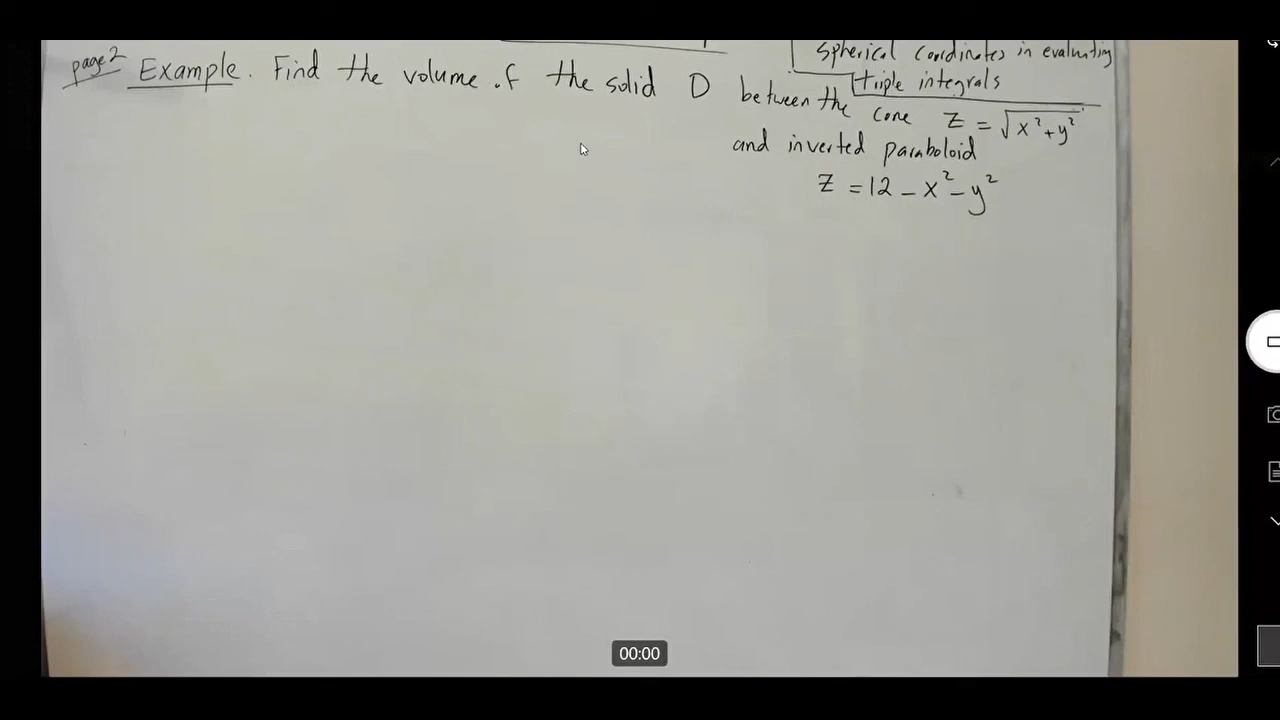 Spherical coordinates in evaluating
triple integrals
page 2 Example. Find the volume of the solid D between the cone z = √x²+y²
and inverted paraboloid
z = 12 - x² - y²
00:00